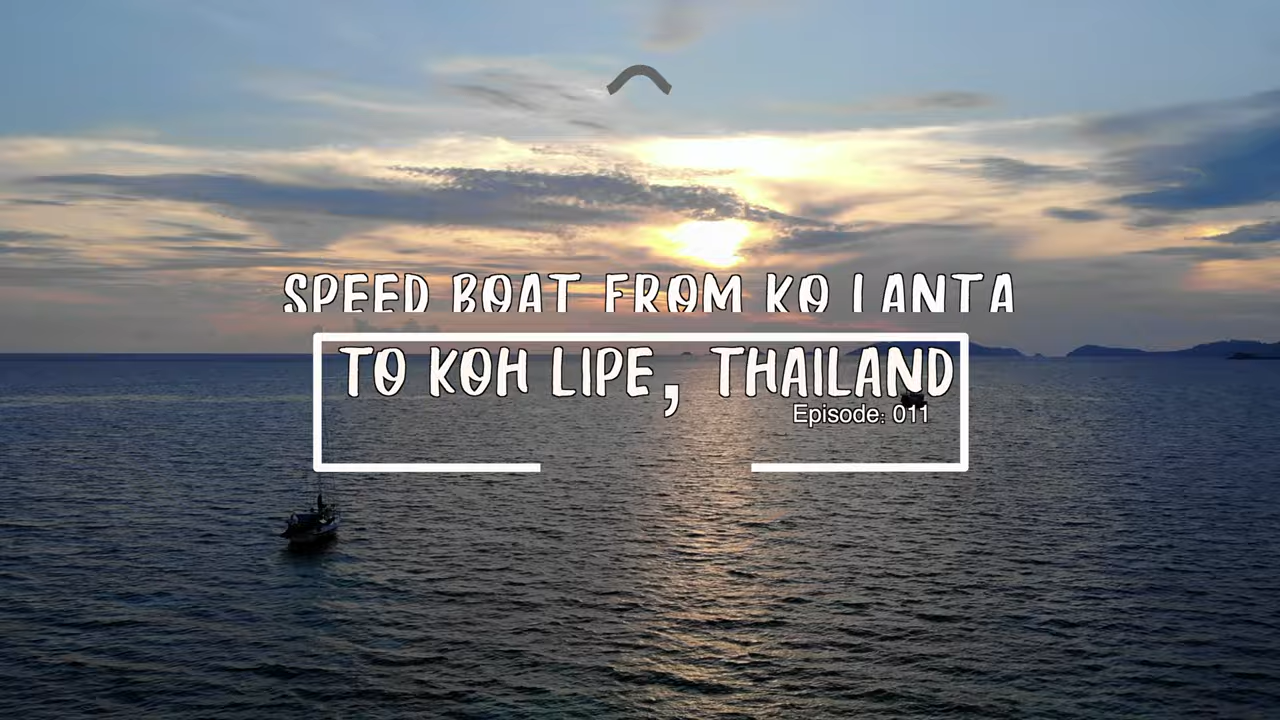 SPEED BOAT FROM KO LANTA
TO KOH LIPE, THAILAND
Episode: 011